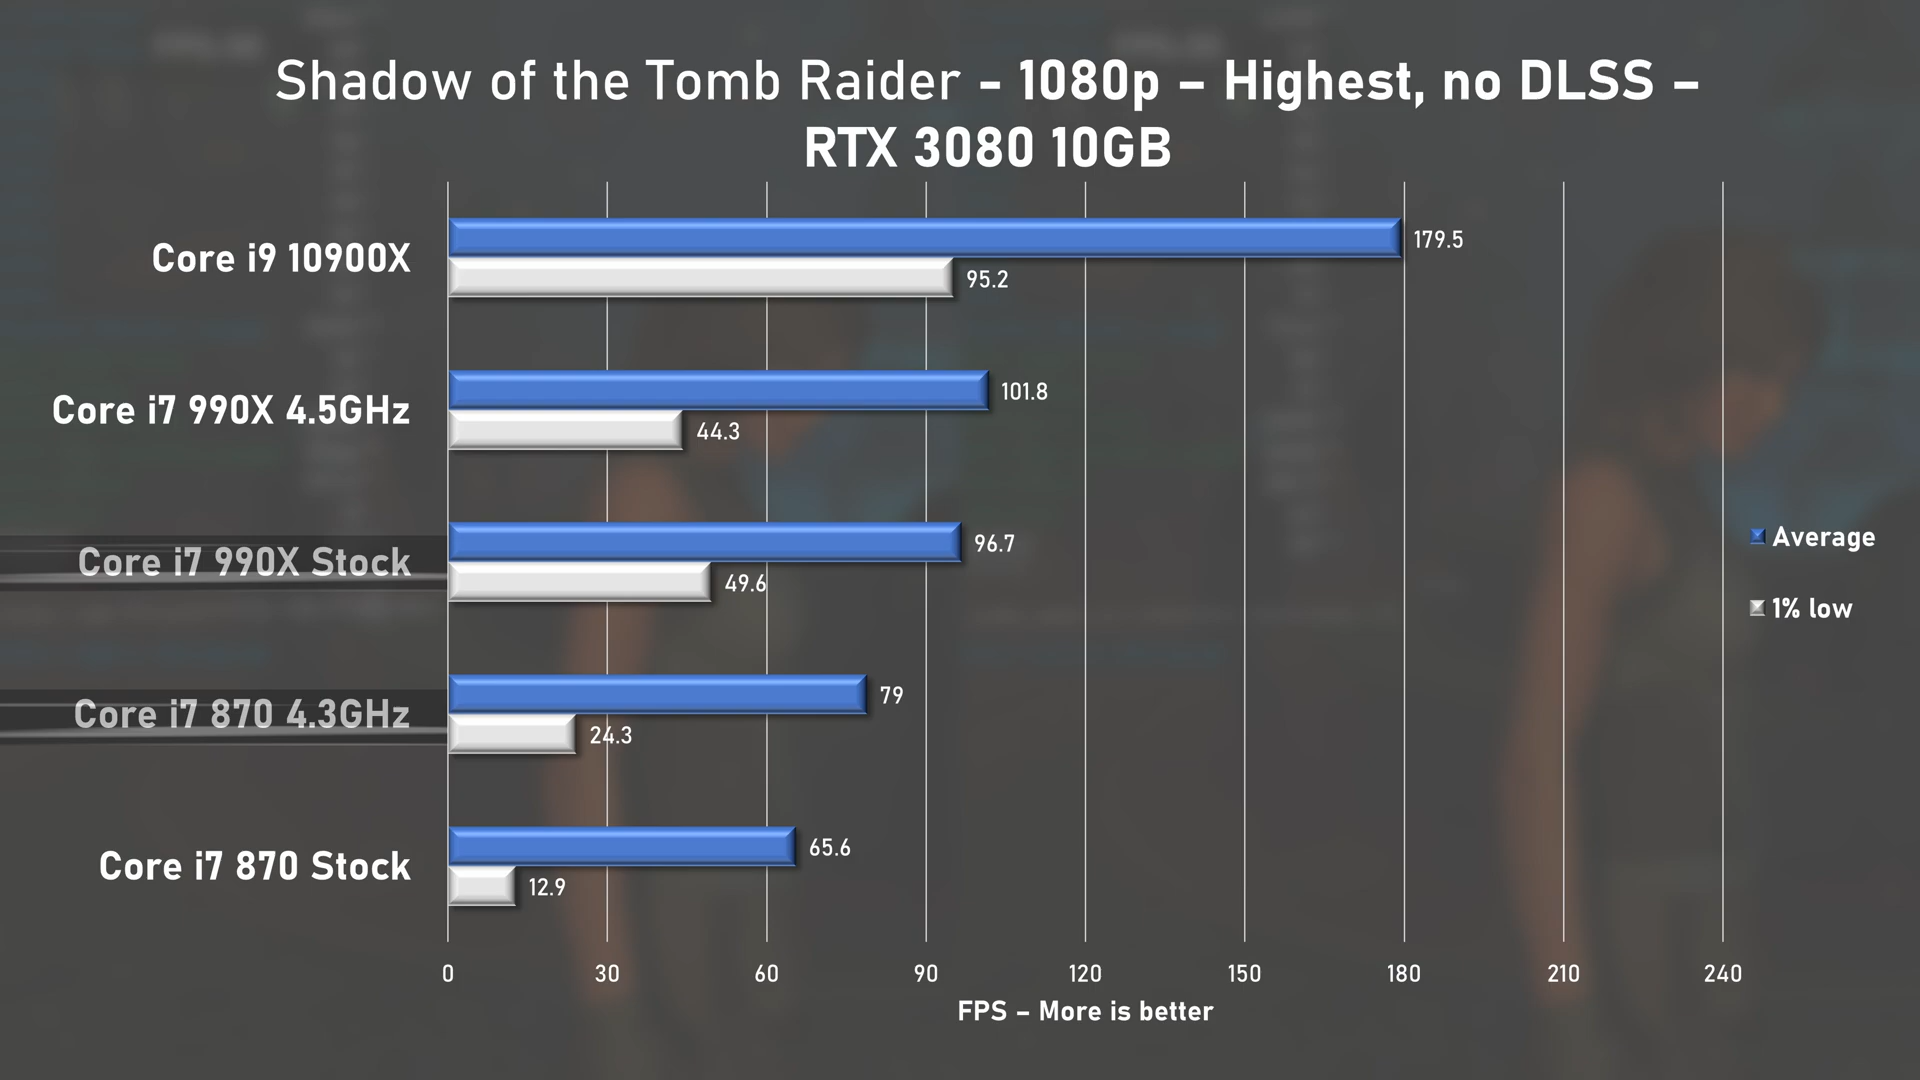 Shadow of the Tomb Raider - 1080p – Highest, no DLSS –
RTX 3080 10GB
Core i9 10900X
179.5
95.2
Core i7 990X 4.5GHz
101.8
44.3
Core i7 990X Stock
96.7
49.6
Core i7 870 4.3GHz
79
24.3
Core i7 870 Stock
65.6
12.9
Average
1% low
0 30 60 90 120 150 180 210 240
FPS – More is better